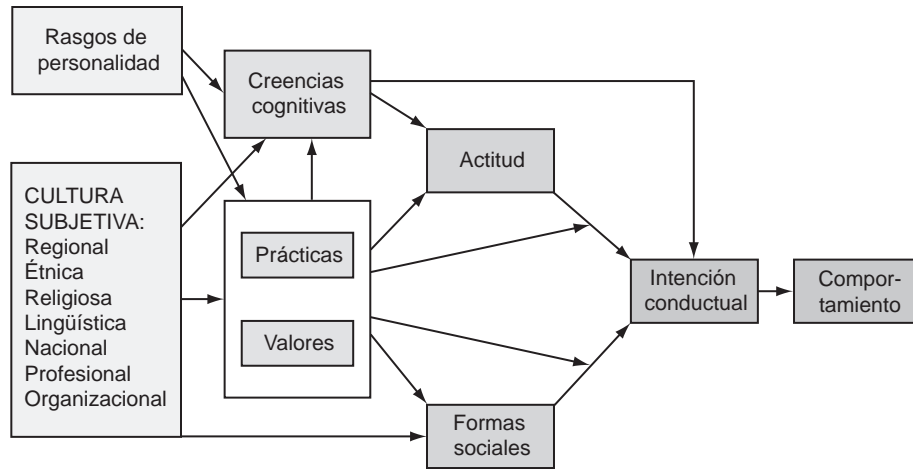 Rasgos de
personalidad
Creencias
cognitivas
Actitud
CULTURA
SUBJETIVA:
Regional
Étnica
Religiosa
Lingüística
Nacional
Profesional
Organizacional
Prácticas
Valores
Intención
conductual
Compor-
tamiento
Formas
sociales